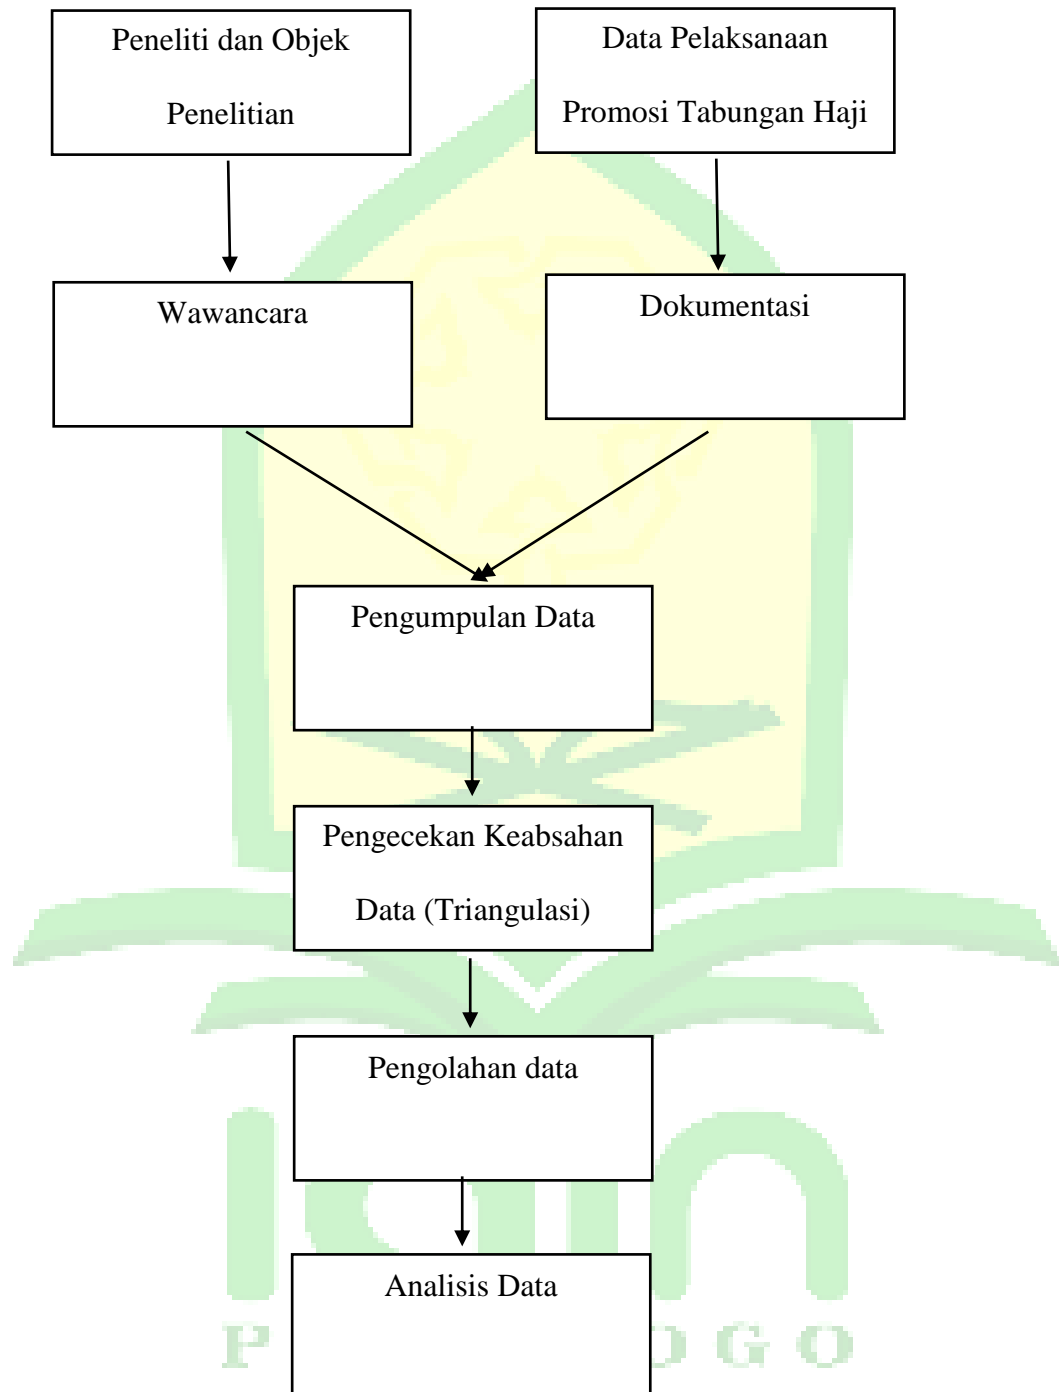 Peneliti dan Objek
Penelitian
Data Pelaksanaan
Promosi Tabungan Haji
Wawancara
Dokumentasi
Pengumpulan Data
Pengecekan Keabsahan
Data (Triangulasi)
Pengolahan data
Analisis Data